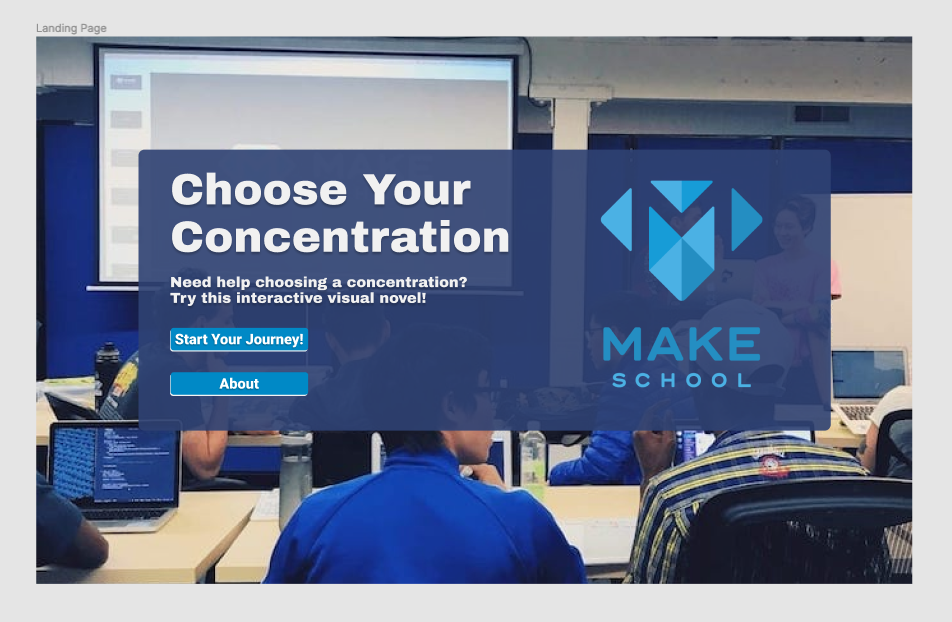 Landing Page
Choose Your
Concentration
Need help choosing a concentration?
Try this interactive visual novel!
Start Your Journey!
About
MAKE
SCHOOL